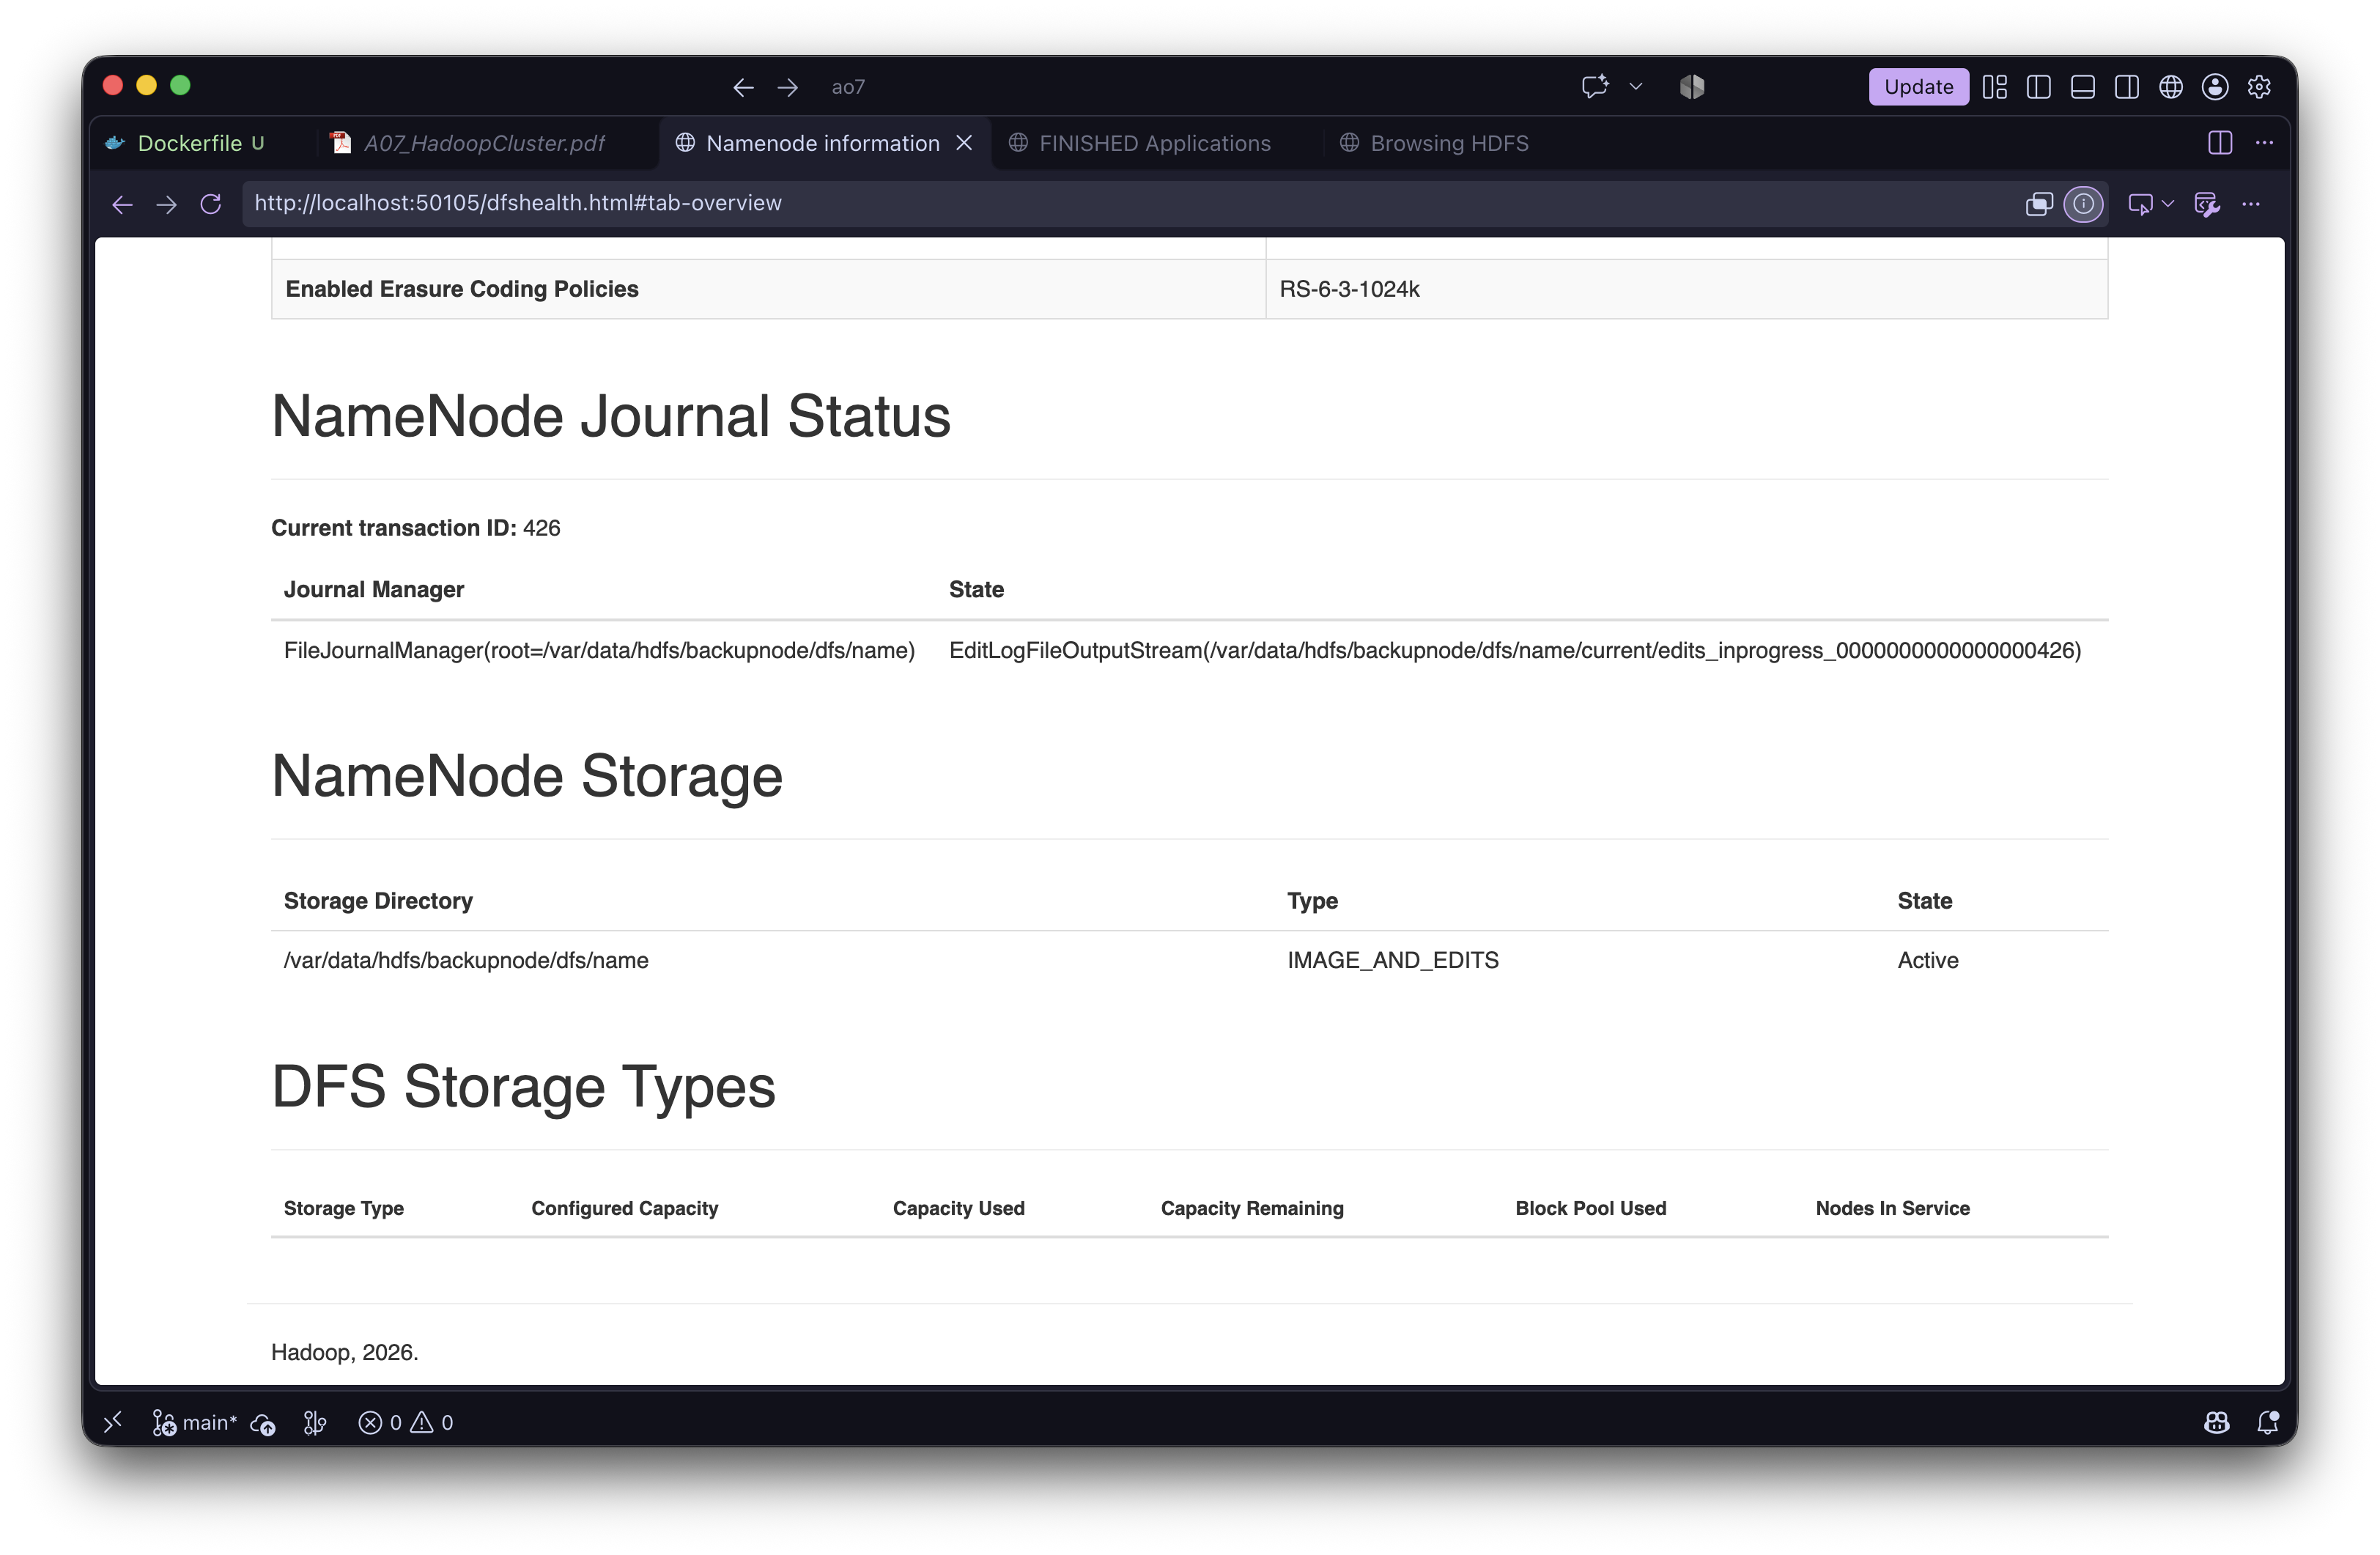 ao7
Update
Dockerfile U
A07_HadoopCluster.pdf
Namenode information
FINISHED Applications
Browsing HDFS
http://localhost:50105/dfshealth.html#tab-overview
Enabled Erasure Coding Policies RS-6-3-1024k
NameNode Journal Status
Current transaction ID: 426
Journal Manager State
FileJournalManager(root=/var/data/hdfs/backupnode/dfs/name) EditLogFileOutputStream(/var/data/hdfs/backupnode/dfs/name/current/edits_inprogress_0000000000000000426)
NameNode Storage
Storage Directory Type State
/var/data/hdfs/backupnode/dfs/name IMAGE_AND_EDITS Active
DFS Storage Types
Storage Type Configured Capacity Capacity Used Capacity Remaining Block Pool Used Nodes In Service
Hadoop, 2026.
main* 0 0